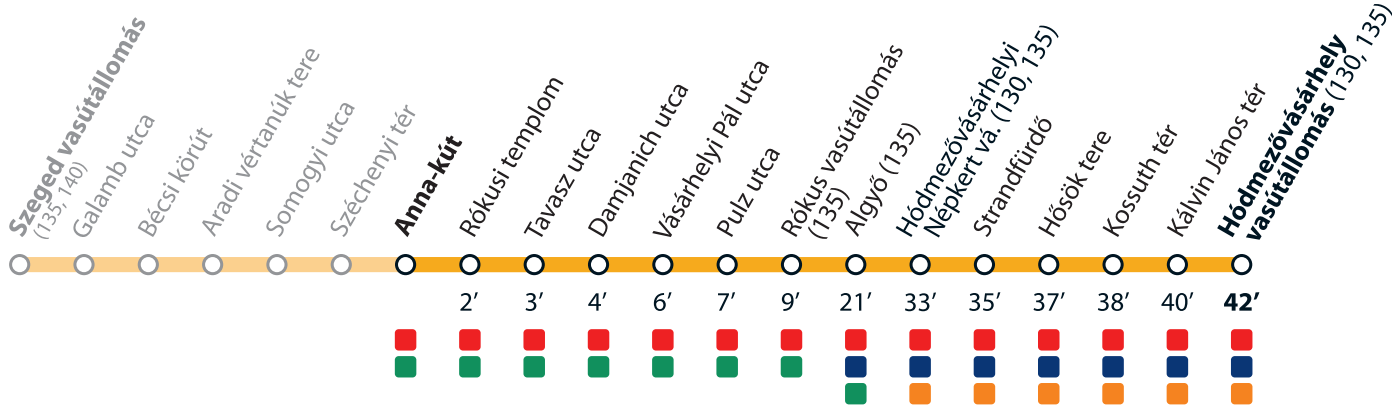 Szeged vasútállomás
(135, 140)
Galamb utca
Bécsi körút
Aradi vértanúk tere
Somogyi utca
Széchenyi tér
Anna-kút
Rókusi templom
Tavasz utca
Damjanich utca
Vásárhelyi Pál utca
Pulz utca
Rókus vasútállomás
(135)
Algyő (135)
Hódmezővásárhelyi
Népkert vá. (130, 135)
Strandfürdő
Hősök tere
Kossuth tér
Kálvin János tér
Hódmezővásárhely
vasútállomás (130, 135)
2’ 3’ 4’ 6’ 7’ 9’ 21’ 33’ 35’ 37’ 38’ 40’ 42’